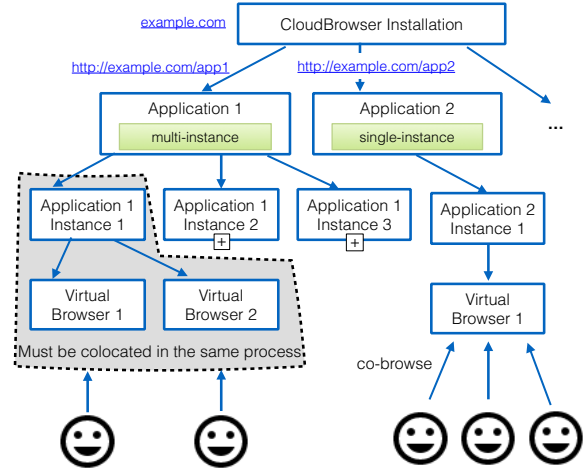 example.com
CloudBrowser Installation
http://example.com/app1
http://example.com/app2
Application 1
multi-instance
Application 2
single-instance
...
Application 1
Instance 1
Application 1
Instance 2
+
Application 1
Instance 3
+
Application 2
Instance 1
Virtual
Browser 1
Virtual
Browser 2
Virtual
Browser 1
Must be colocated in the same process
co-browse